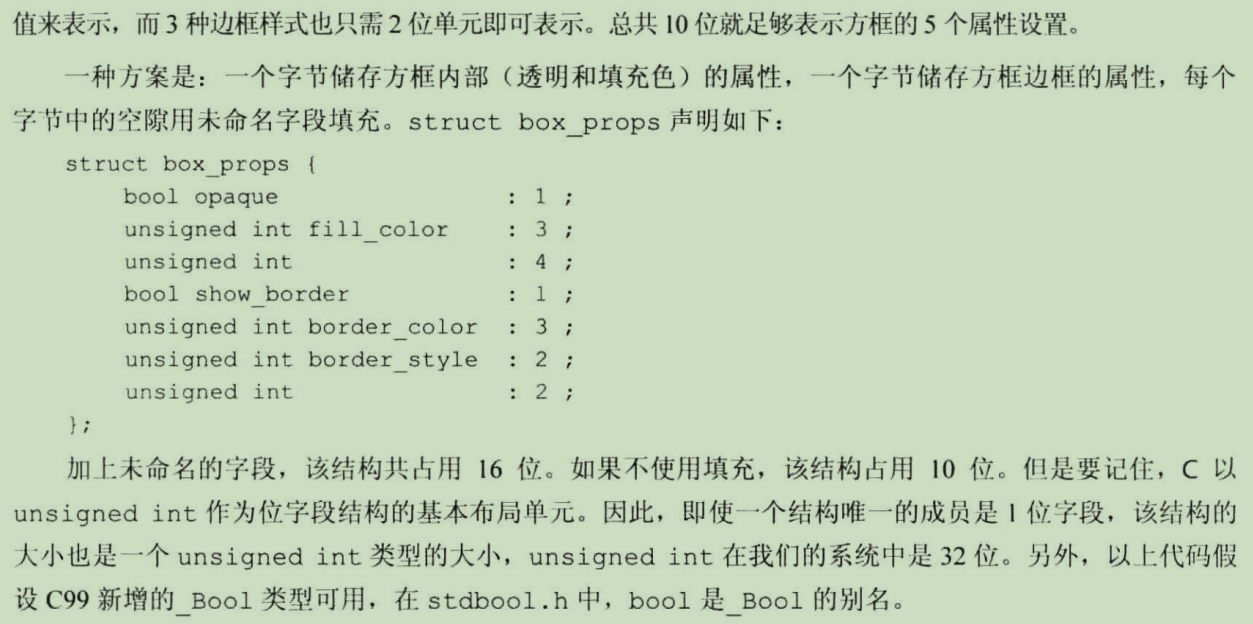 值来表示，而 3 种边框样式也只需 2 位单元即可表示。总共 10 位就足够表示方框的 5 个属性设置。
一种方案是：一个字节储存方框内部（透明和填充色）的属性，一个字节储存方框边框的属性，每个
字节中的空隙用未命名字段填充。struct box_props 声明如下：
struct box_props {
bool opaque : 1 ;
unsigned int fill_color : 3 ;
unsigned int : 4 ;
bool show_border : 1 ;
unsigned int border_color : 3 ;
unsigned int border_style : 2 ;
unsigned int : 2 ;
};
加上未命名的字段，该结构共占用 16 位。如果不使用填充，该结构占用 10 位。但是要记住，C 以
unsigned int 作为位字段结构的基本布局单元。因此，即使一个结构唯一的成员是 1 位字段，该结构的
大小也是一个 unsigned int 类型的大小，unsigned int 在我们的系统中是 32 位。另外，以上代码假
设 C99 新增的_Bool 类型可用，在 stdbool.h 中，bool 是_Bool 的别名。